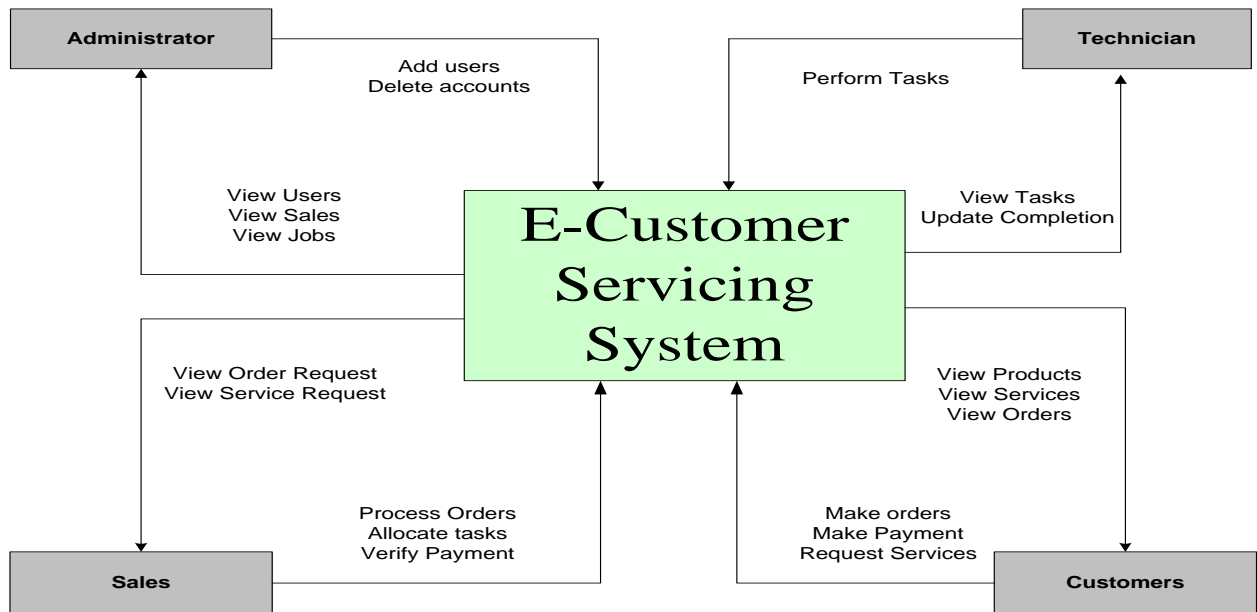 Administrator
Technician
Add users
Delete accounts
Perform Tasks
View Users
View Sales
View Jobs
View Tasks
Update Completion
E-Customer
Servicing
System
View Order Request
View Service Request
View Products
View Services
View Orders
Process Orders
Allocate tasks
Verify Payment
Make orders
Make Payment
Request Services
Sales
Customers